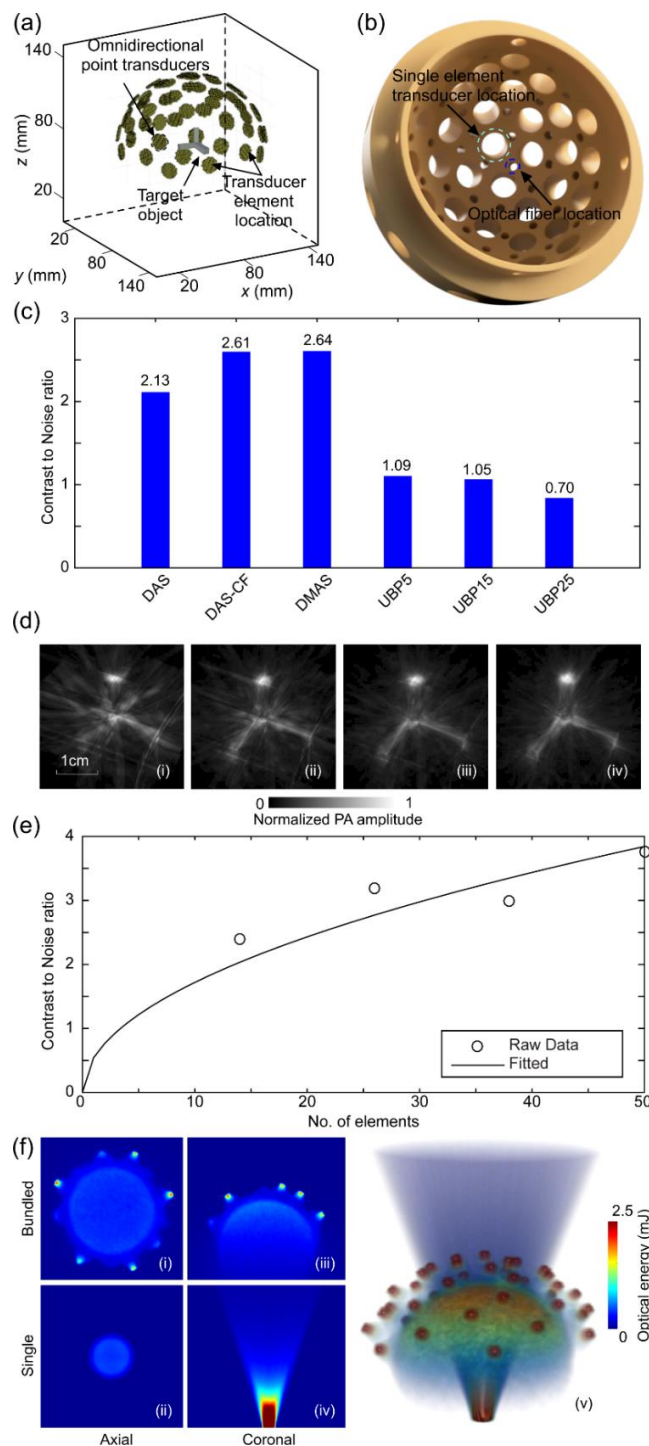 (a)
140
80
20
z (mm)
Omnidirectional
point transducers
Target
object
Transducer
element
location
20
80
140
y (mm)
20
80
140
x (mm)
(b)
Single element
transducer location
Optical fiber location
(c)
Contrast to Noise ratio
3
2
1
0
2.13
2.61
2.64
1.09
1.05
0.70
DAS
DAS-CF
DMAS
UBP5
UBP15
UBP25
(d)
1cm
(i)
(ii)
(iii)
(iv)
0
1
Normalized PA amplitude
(e)
Contrast to Noise ratio
4
3
2
1
0
0
10
20
30
40
50
No. of elements
Raw Data
Fitted
(f)
Bundled
(i)
(iii)
Single
(ii)
(iv)
Axial
Coronal
2.5
0
Optical energy (mJ)
(v)